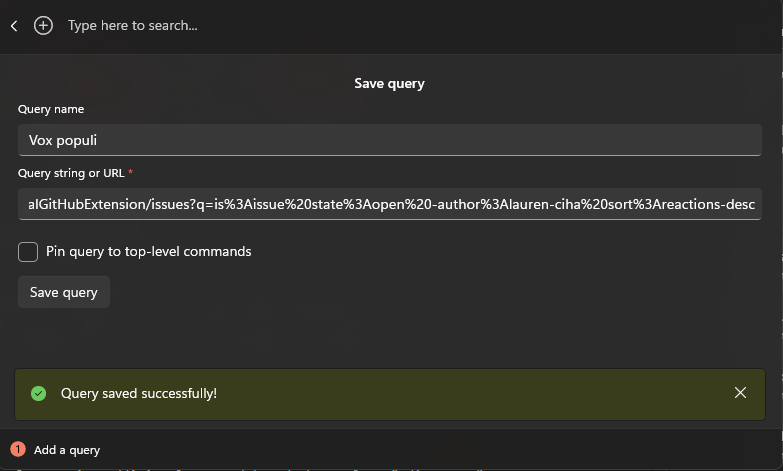 Type here to search...
Save query
Query name
Vox populi
Query string or URL *
alGitHubExtension/issues?q=is%3Aissue%20state%3Aopen%20-author%3Alauren-ciha%20sort%3Areactions-desc
Pin query to top-level commands
Save query
Query saved successfully!
1 Add a query